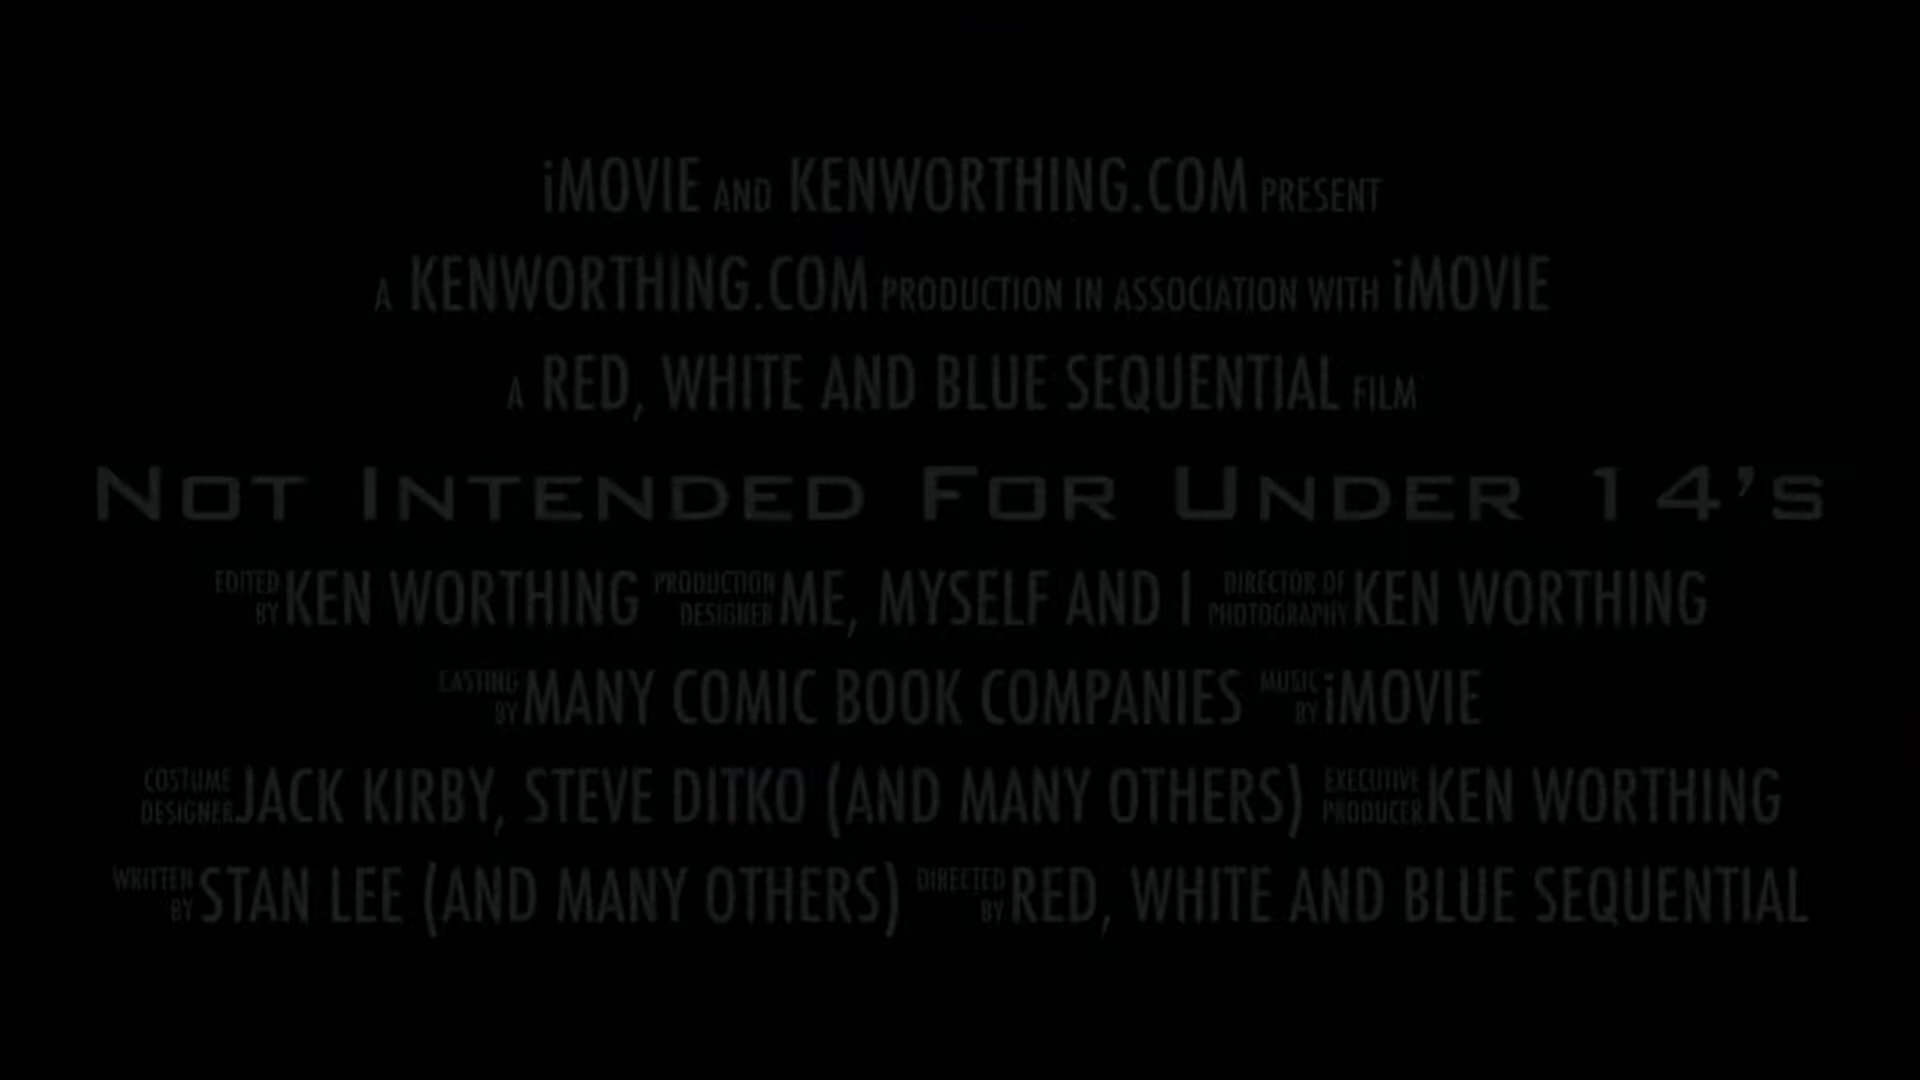 iMOVIE AND KENWORTHING.COM PRESENT
A KENWORTHING.COM PRODUCTION IN ASSOCIATION WITH iMOVIE
A RED, WHITE AND BLUE SEQUENTIAL FILM
NOT INTENDED FOR UNDER 14'S
EDITED BY KEN WORTHING PRODUCTION DESIGNER ME, MYSELF AND I DIRECTOR OF PHOTOGRAPHY KEN WORTHING
CASTING BY MANY COMIC BOOK COMPANIES MUSIC BY iMOVIE
COSTUME DESIGNER JACK KIRBY, STEVE DITKO (AND MANY OTHERS) EXECUTIVE PRODUCER KEN WORTHING
WRITTEN BY STAN LEE (AND MANY OTHERS) DIRECTED BY RED, WHITE AND BLUE SEQUENTIAL